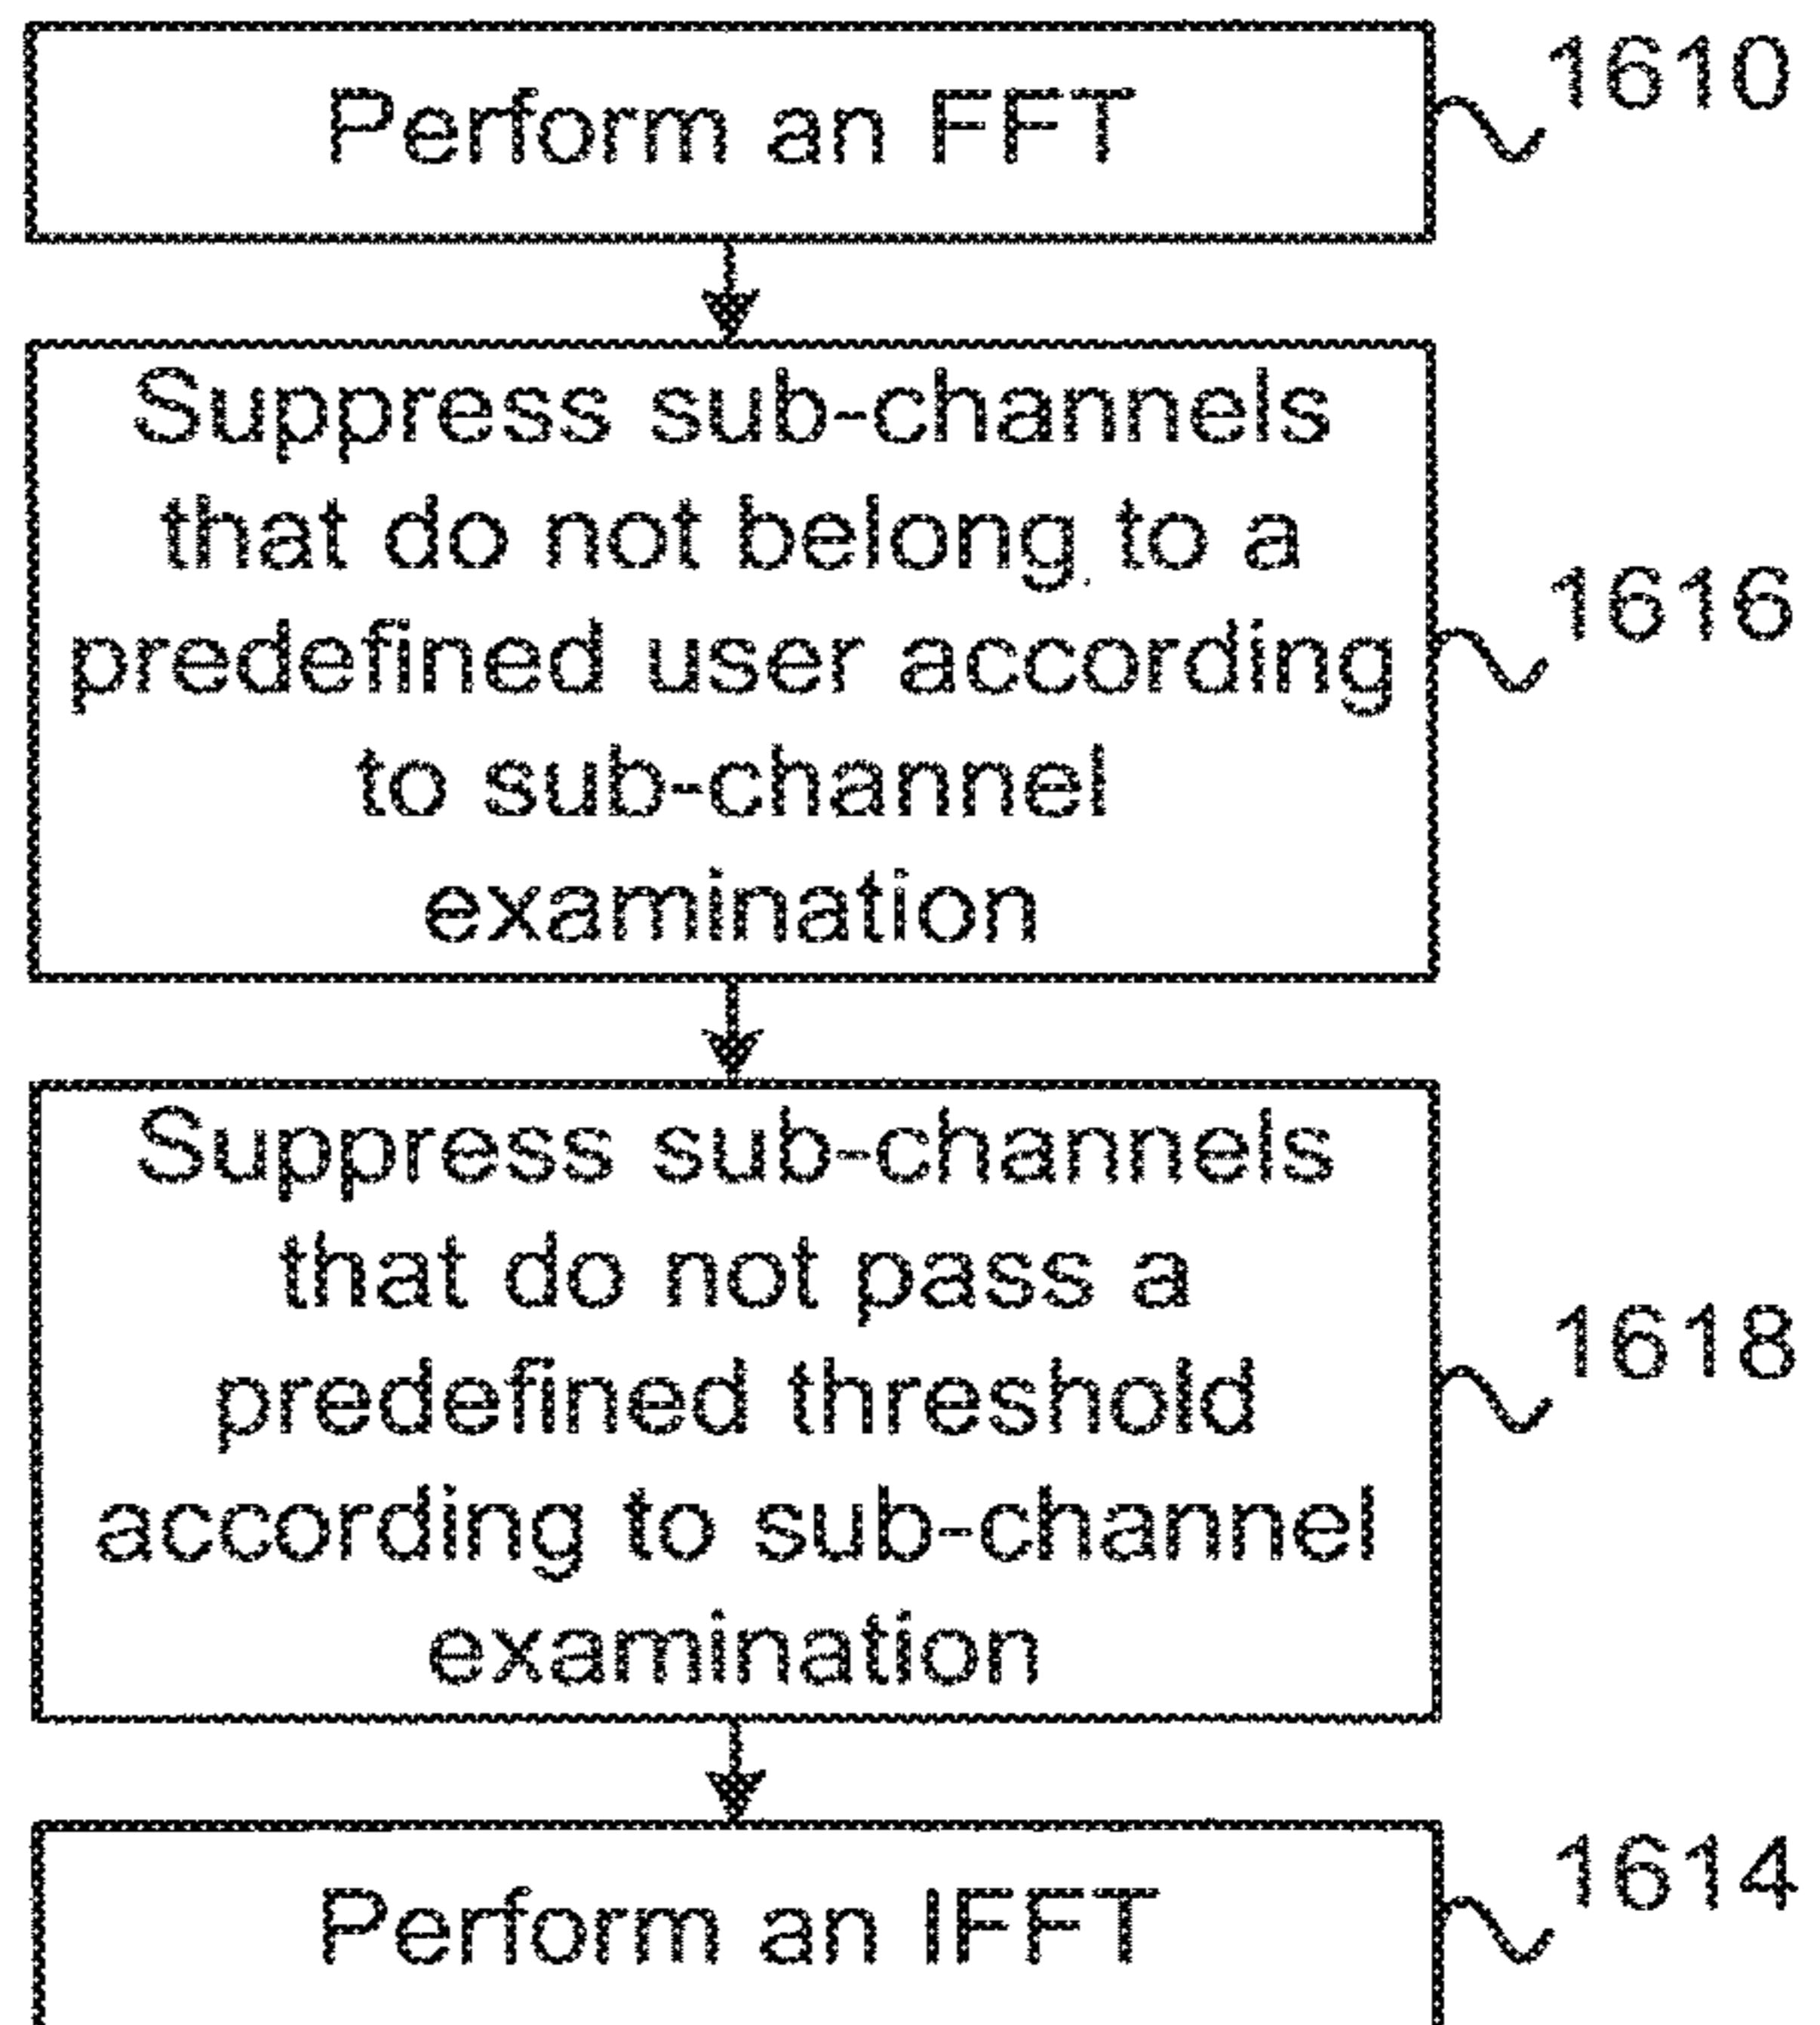 Perform an FFT
1610
Suppress sub-channels
that do not belong to a
predefined user according
to sub-channel
examination
1616
Suppress sub-channels
that do not pass a
predefined threshold
according to sub-channel
examination
1618
Perform an IFFT
1614